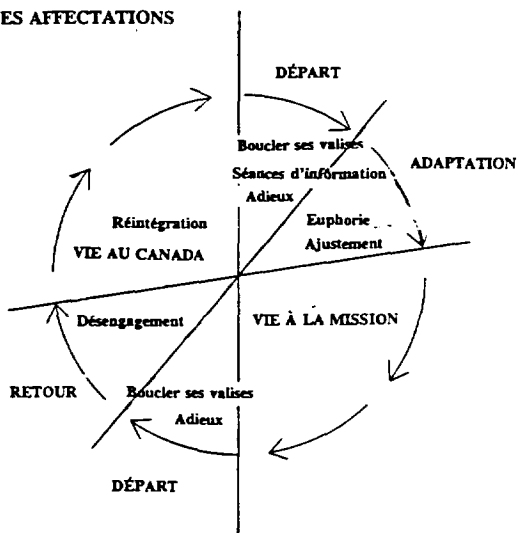 ES AFFECTATIONS
DÉPART
Boucler ses valises
Séances d'information
Adieux
ADAPTATION
Euphorie
Ajustement
Réintégration
VIE AU CANADA
VIE À LA MISSION
Désengagement
RETOUR
Boucler ses valises
Adieux
DÉPART